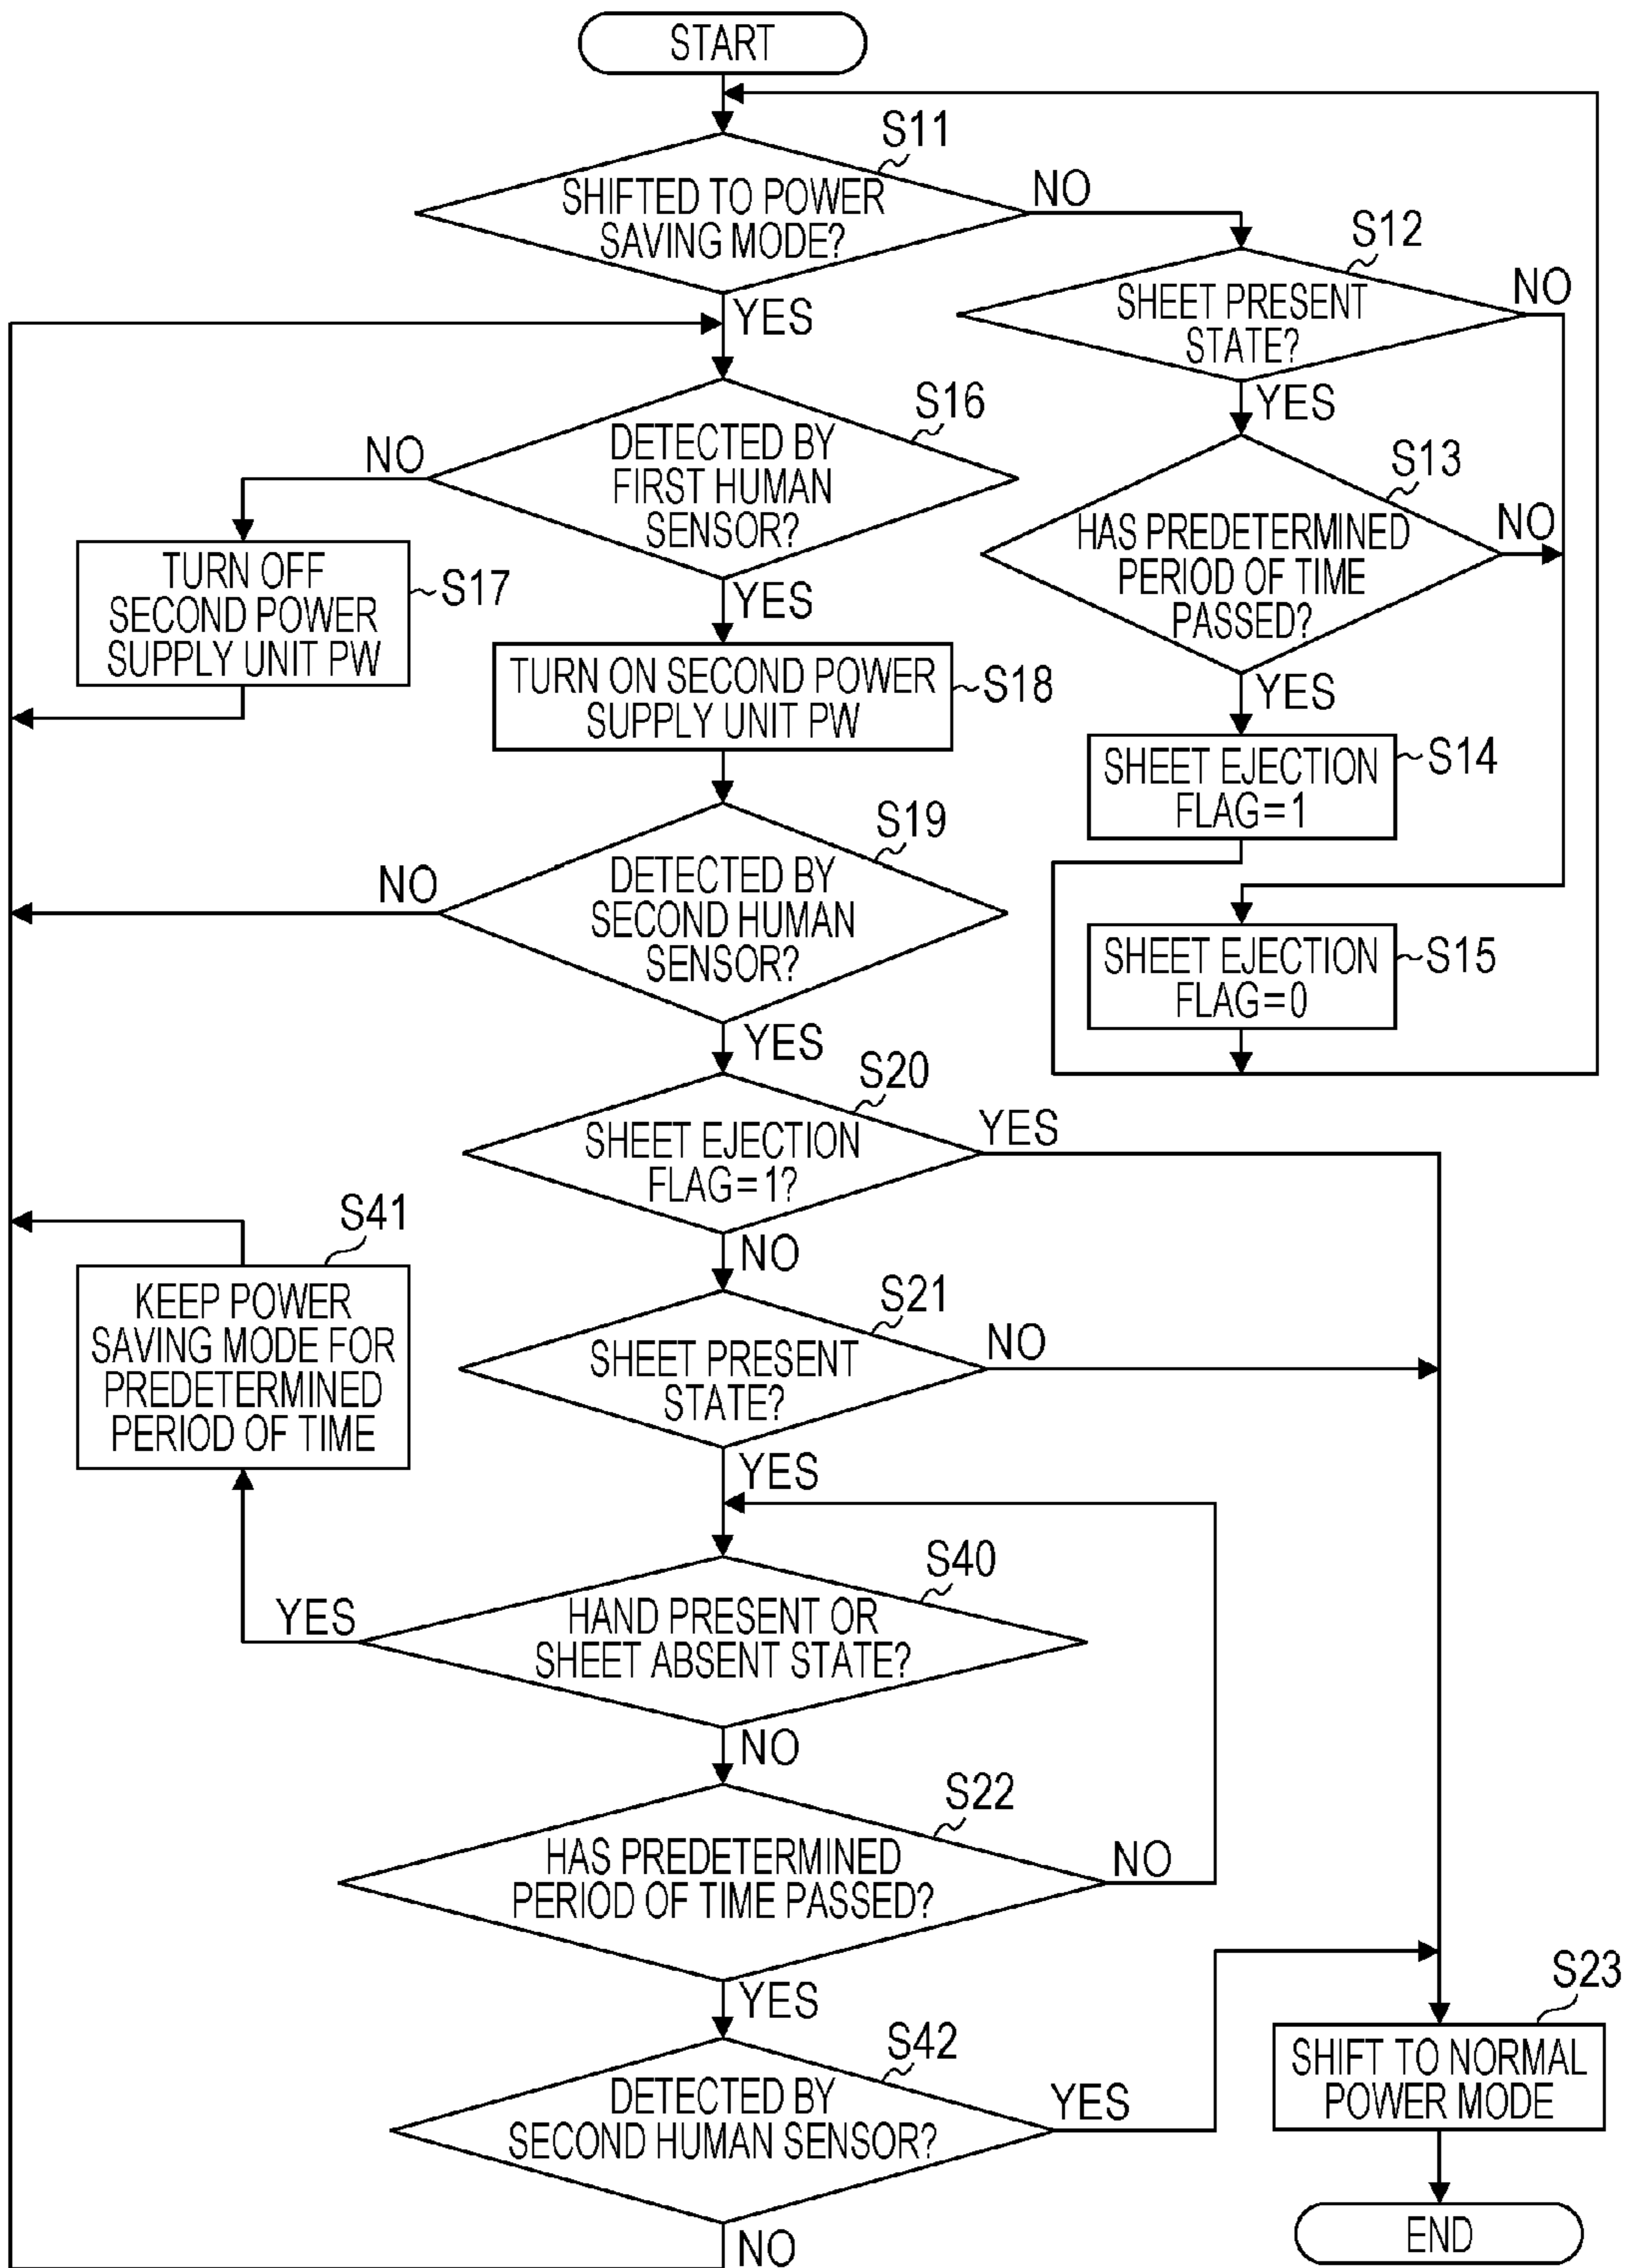 START
S11
SHIFTED TO POWER
SAVING MODE?
NO
YES
S12
SHEET PRESENT
STATE?
NO
YES
S13
HAS PREDETERMINED
PERIOD OF TIME
PASSED?
NO
YES
S14
SHEET EJECTION
FLAG=1
S15
SHEET EJECTION
FLAG=0
S16
DETECTED BY
FIRST HUMAN
SENSOR?
NO
YES
S17
TURN OFF
SECOND POWER
SUPPLY UNIT PW
S18
TURN ON SECOND POWER
SUPPLY UNIT PW
S19
DETECTED BY
SECOND HUMAN
SENSOR?
NO
YES
S20
SHEET EJECTION
FLAG=1?
YES
NO
S21
SHEET PRESENT
STATE?
NO
YES
S41
KEEP POWER
SAVING MODE FOR
PREDETERMINED
PERIOD OF TIME
S40
HAND PRESENT OR
SHEET ABSENT STATE?
YES
NO
S22
HAS PREDETERMINED
PERIOD OF TIME PASSED?
NO
YES
S42
DETECTED BY
SECOND HUMAN SENSOR?
YES
NO
S23
SHIFT TO NORMAL
POWER MODE
END